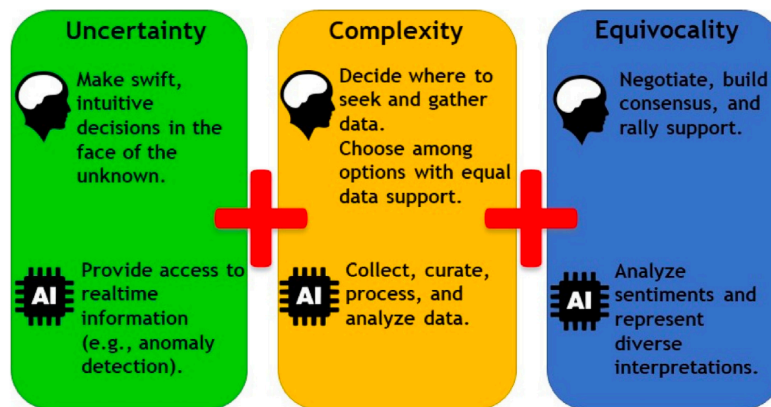 Uncertainty
Make swift,
intuitive
decisions in the
face of the
unknown.
AI
Provide access to
realtime
information
(e.g., anomaly
detection).
Complexity
Decide where to
seek and gather
data.
Choose among
options with equal
data support.
AI
Collect, curate,
process, and
analyze data.
Equivocality
Negotiate, build
consensus, and
rally support.
AI
Analyze
sentiments and
represent
diverse
interpretations.